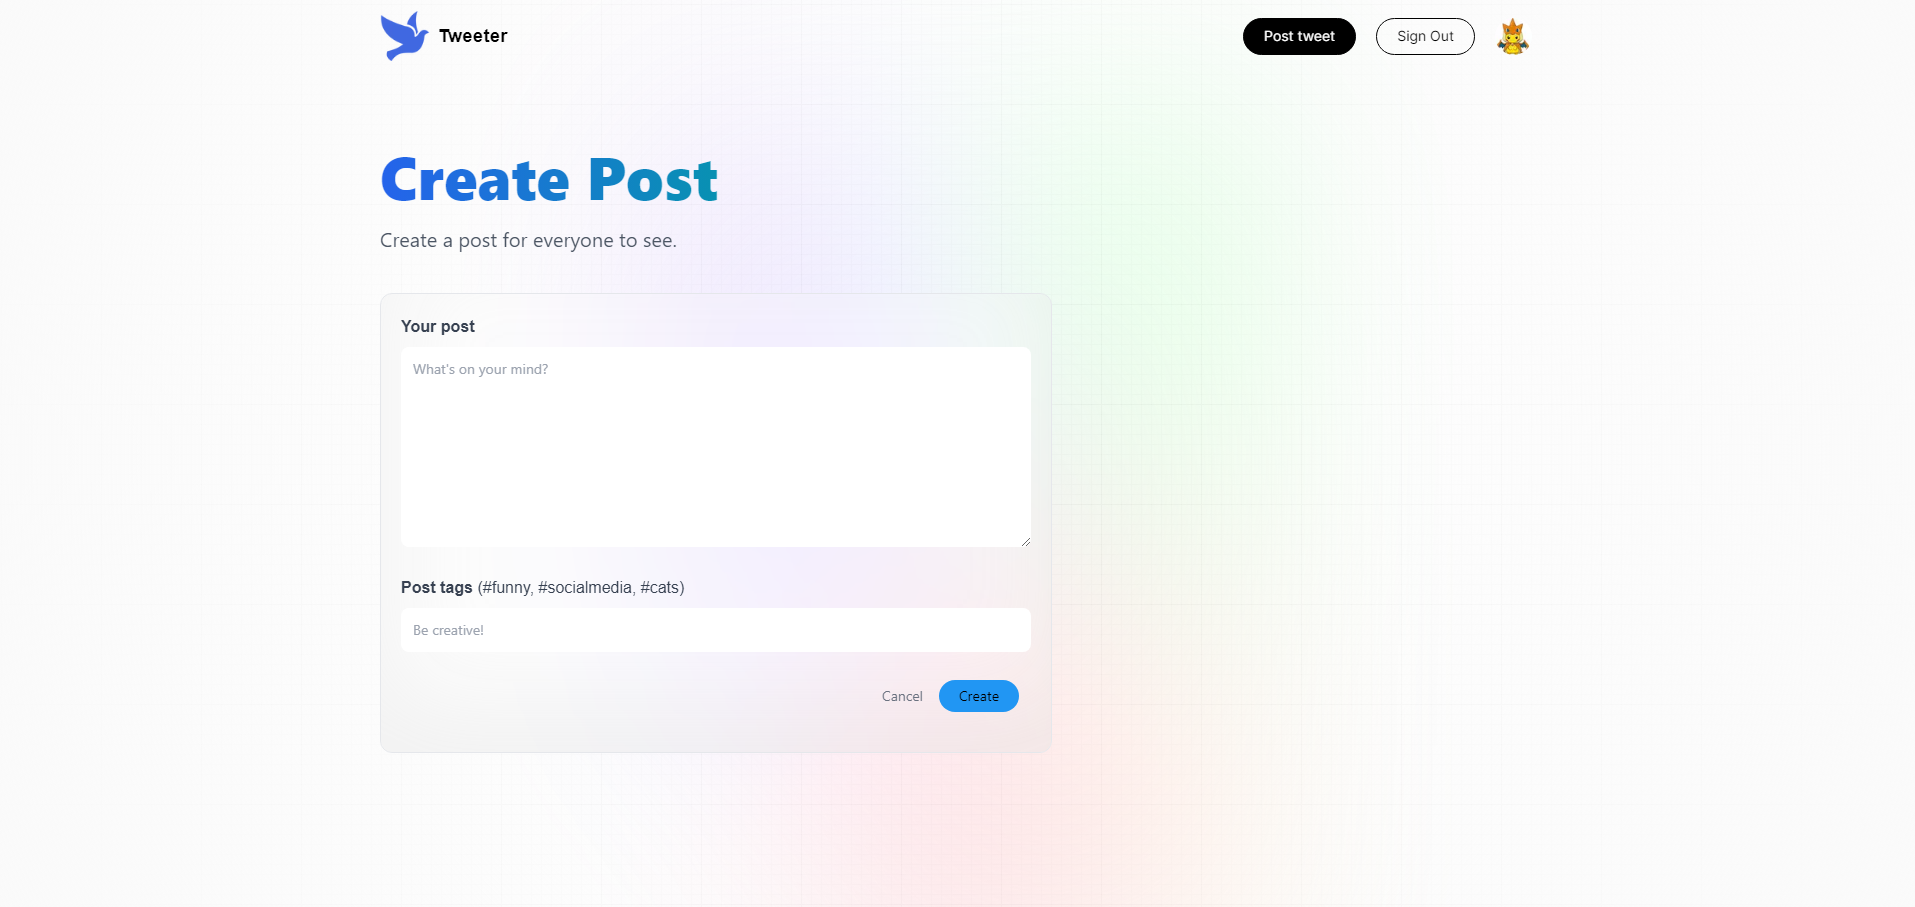 Tweeter
Post tweet
Sign Out
Create Post
Create a post for everyone to see.
Your post
What's on your mind?
Post tags (#funny, #socialmedia, #cats)
Be creative!
Cancel
Create